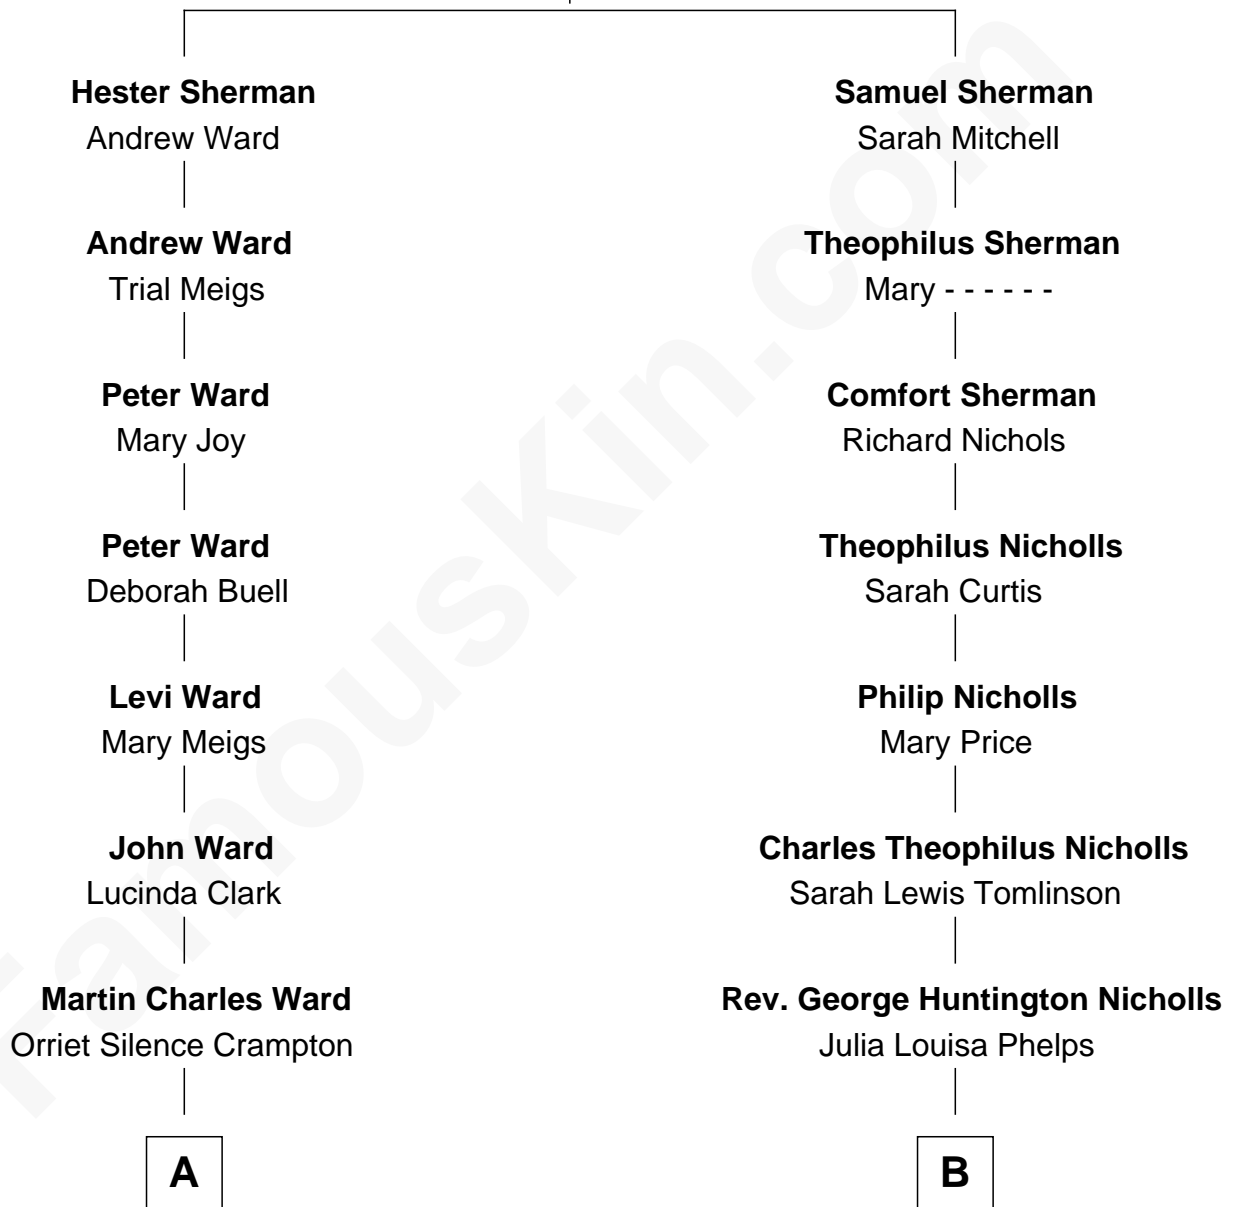 Hester Sherman
Andrew Ward
Samuel Sherman
Sarah Mitchell
Andrew Ward
Trial Meigs
Theophilus Sherman
Mary - - - - - -
Peter Ward
Mary Joy
Comfort Sherman
Richard Nichols
Peter Ward
Deborah Buell
Theophilus Nicholls
Sarah Curtis
Levi Ward
Mary Meigs
Philip Nicholls
Mary Price
John Ward
Lucinda Clark
Charles Theophilus Nicholls
Sarah Lewis Tomlinson
Martin Charles Ward
Orriet Silence Crampton
Rev. George Huntington Nicholls
Julia Louisa Phelps
A
B
FamousKin.com